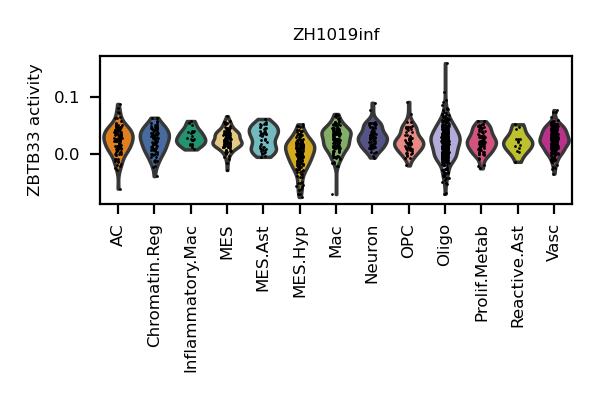 ZH1019inf
ZBTB33 activity
0.1
0.0
AC
Chromatin.Reg
Inflammatory.Mac
MES
MES.Ast
MES.Hyp
Mac
Neuron
OPC
Oligo
Prolif.Metab
Reactive.Ast
Vasc